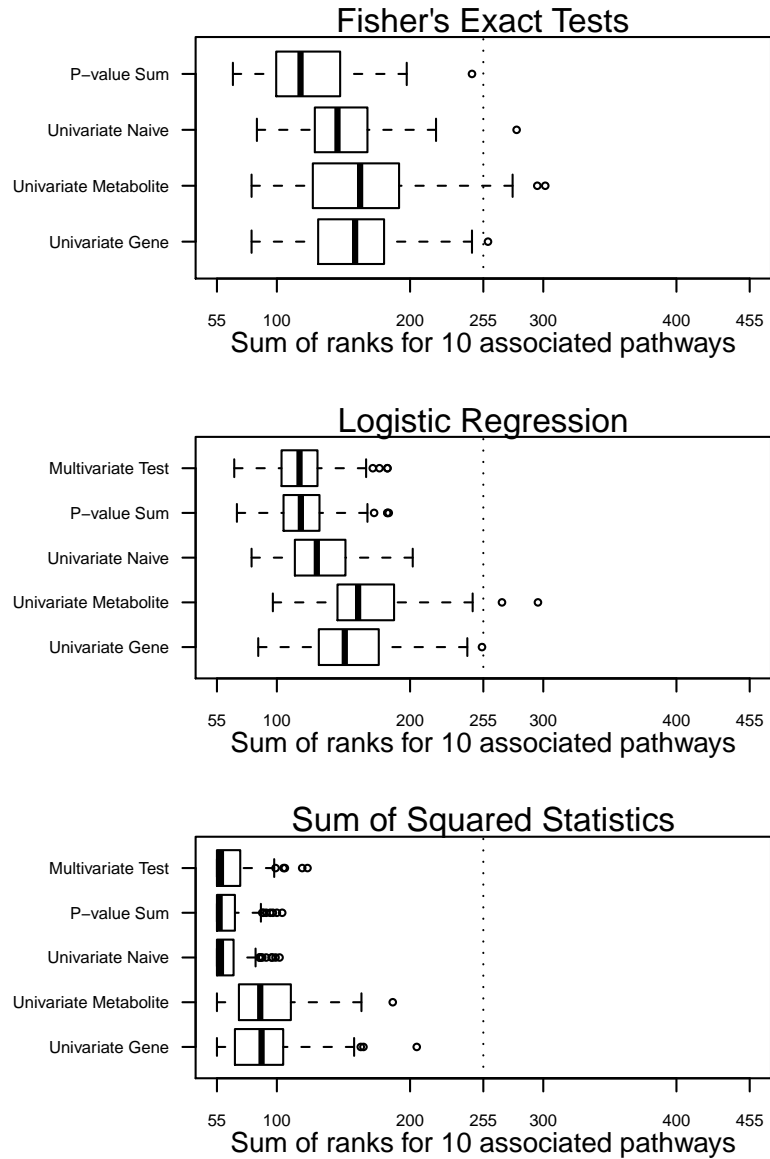 Fisher's Exact Tests
P−value Sum
Univariate Naive
Univariate Metabolite
Univariate Gene
55 100 200 255 300 400 455
Sum of ranks for 10 associated pathways
Logistic Regression
Multivariate Test
P−value Sum
Univariate Naive
Univariate Metabolite
Univariate Gene
55 100 200 255 300 400 455
Sum of ranks for 10 associated pathways
Sum of Squared Statistics
Multivariate Test
P−value Sum
Univariate Naive
Univariate Metabolite
Univariate Gene
55 100 200 255 300 400 455
Sum of ranks for 10 associated pathways